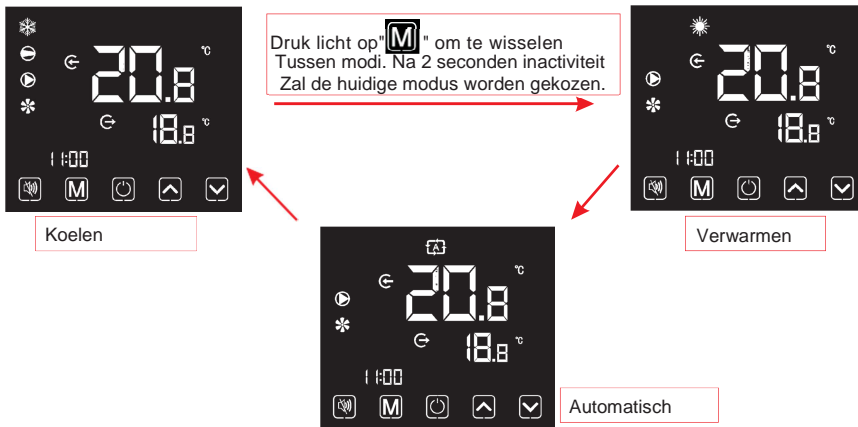 20.8 °C
18.8 °C
11:00
M
Koelen
Druk licht op"M" om te wisselen
Tussen modi. Na 2 seconden inactiviteit
Zal de huidige modus worden gekozen.
20.8 °C
18.8 °C
11:00
M
Verwarmen
A
20.8 °C
18.8 °C
11:00
M
Automatisch